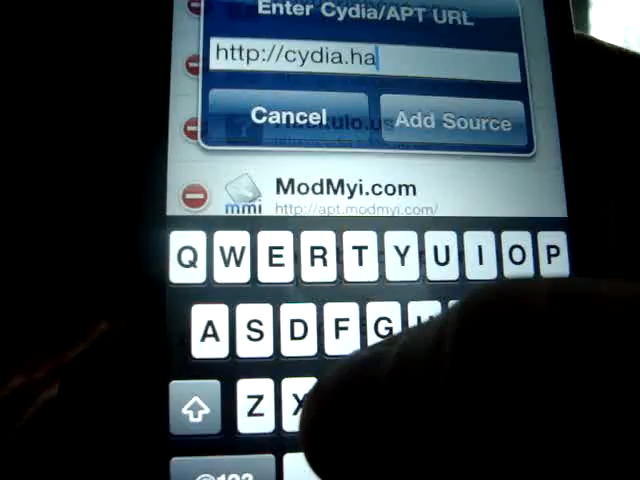 Enter Cydia/APT URL
http://cydia.ha
Cancel
Add Source
ModMyi.com
mmi
http://apt.modmyi.com/
Q W E R T Y U I O P
A S D F G
Z X